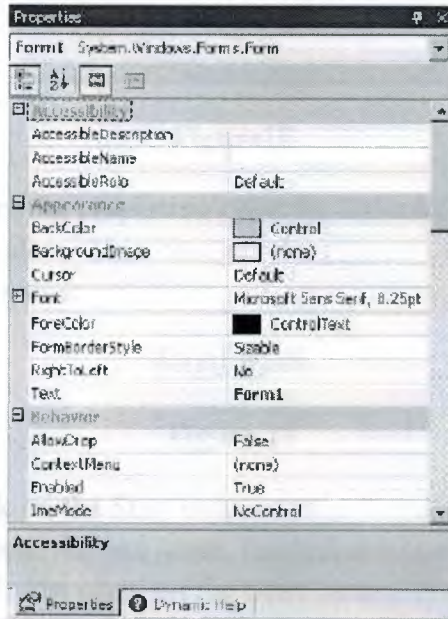 Properties
Form1 System.Windows.Forms.Form
Accessibility
AccessibleDescription
AccessibleName
AccessibleRole Default
Appearance
BackColor Control
BackgroundImage (none)
Cursor Default
Font Microsoft Sans Serif, 8.25pt
ForeColor ControlText
FormBorderStyle Sizable
RightToLeft No
Text Form1
Behavior
AllowDrop False
ContextMenu (none)
Enabled True
ImeMode NoControl
Accessibility
Properties Dynamic Help